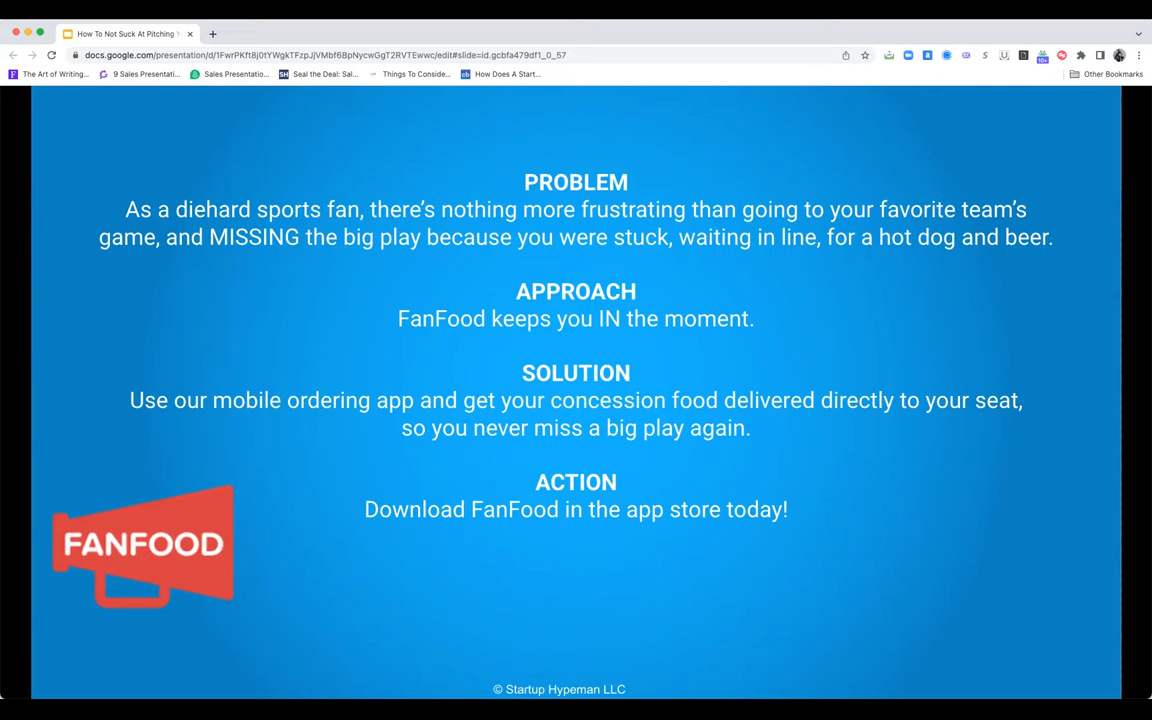 How To Not Suck At Pitching Y
docs.google.com/presentation/d/1FwrPKft8j0tYWgkTFzpJjVMbf6BpNycwGgT2RVTEwwc/edit#slide=id.gcbfa479df1_0_57
The Art of Writing...
9 Sales Presentati...
Sales Presentatio...
SH Seal the Deal: Sal...
Things To Conside...
cb How Does A Start...
Other Bookmarks
10+
PROBLEM
As a diehard sports fan, there's nothing more frustrating than going to your favorite team's
game, and MISSING the big play because you were stuck, waiting in line, for a hot dog and beer.
APPROACH
FanFood keeps you IN the moment.
SOLUTION
Use our mobile ordering app and get your concession food delivered directly to your seat,
so you never miss a big play again.
ACTION
Download FanFood in the app store today!
FANFOOD
© Startup Hypeman LLC